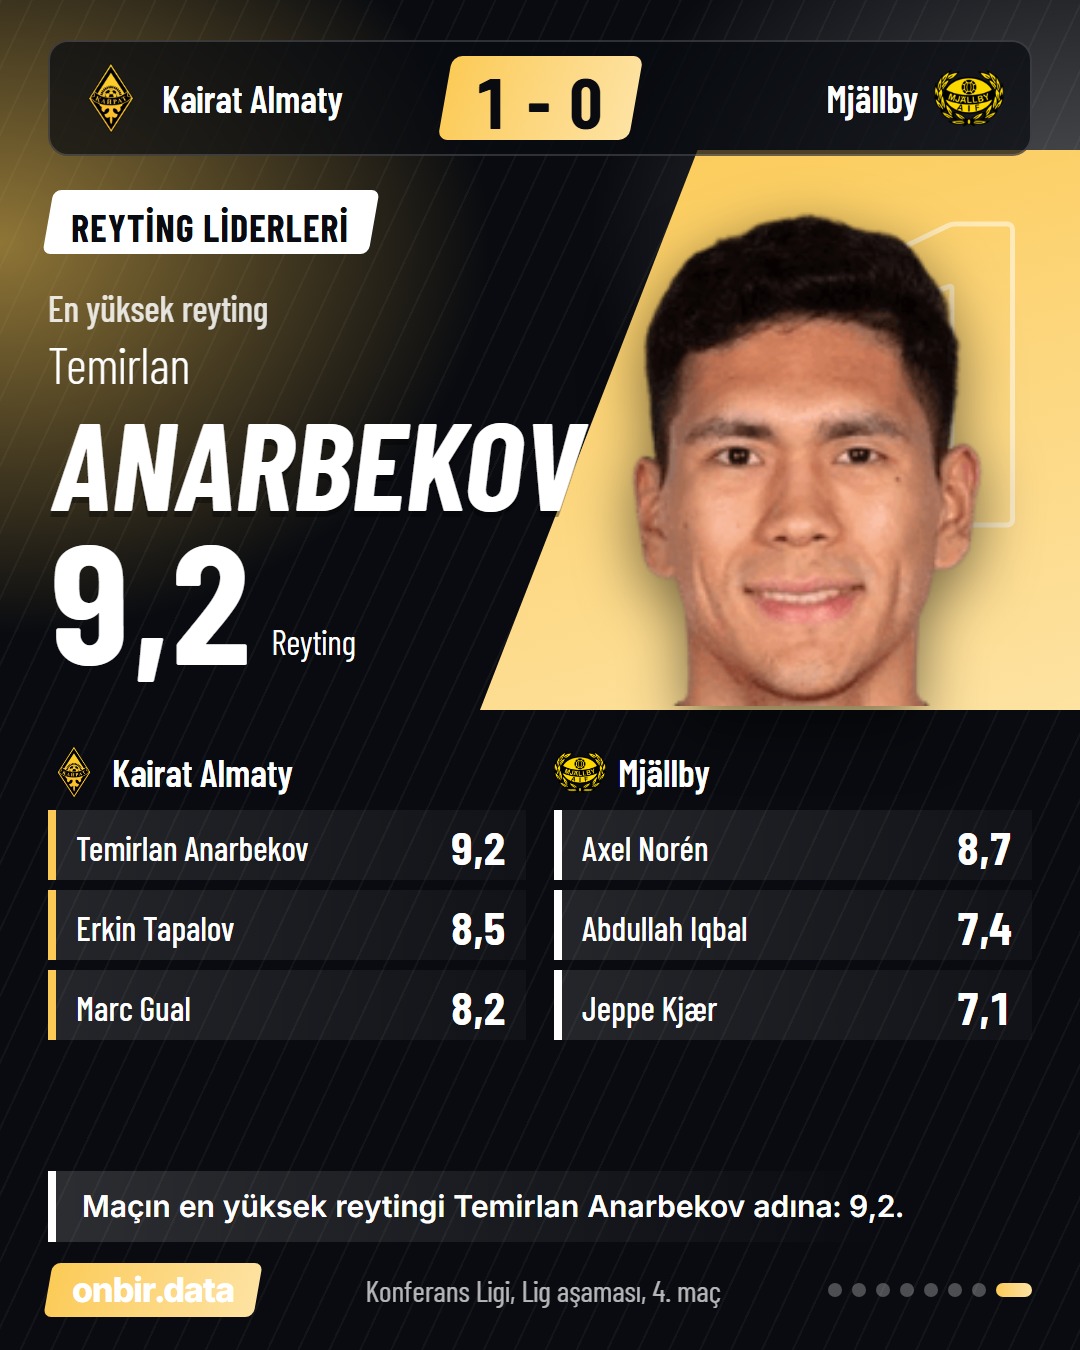 Kairat Almaty
1 - 0
Mjällby
MJÄLLBY
A I F
REYTİNG LİDERLERİ
En yüksek reyting
Temirlan
ANARBEKOV
9,2 Reyting
Kairat Almaty
Temirlan Anarbekov 9,2
Erkin Tapalov 8,5
Marc Gual 8,2
Mjällby
Axel Norén 8,7
Abdullah Iqbal 7,4
Jeppe Kjær 7,1
Maçın en yüksek reytingi Temirlan Anarbekov adına: 9,2.
onbir.data
Konferans Ligi, Lig aşaması, 4. maç